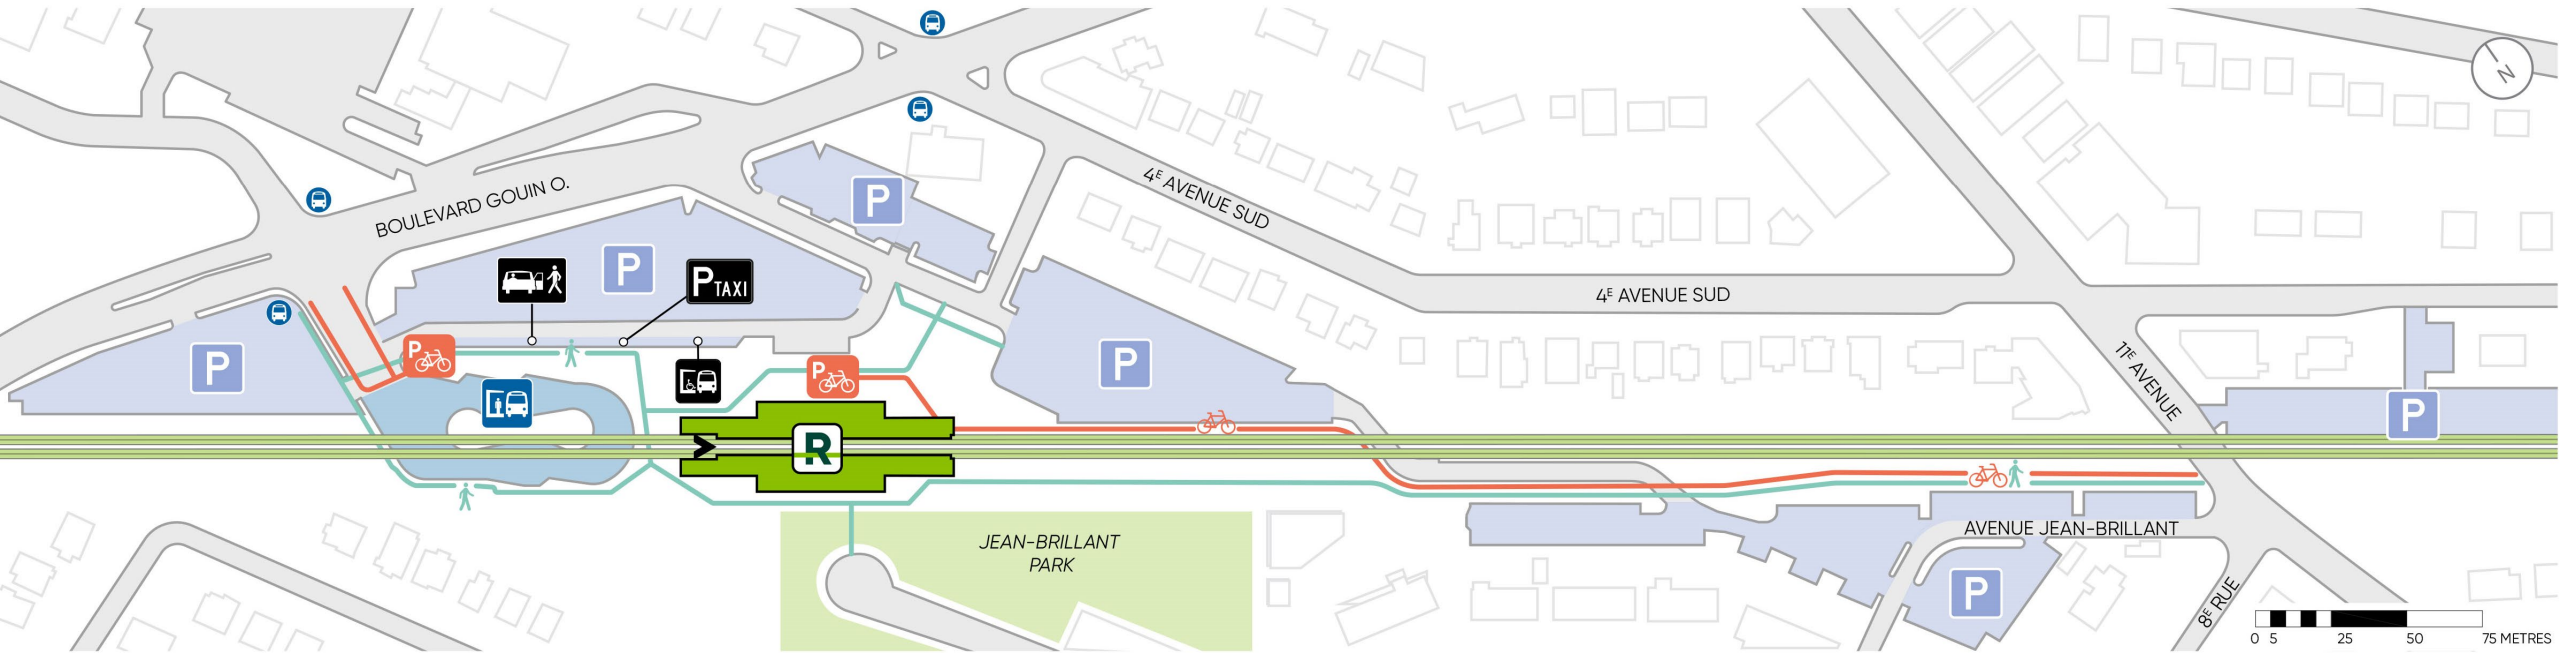 N
BOULEVARD GOUIN O.
4E AVENUE SUD
P
P
P TAXI
4E AVENUE SUD
P
P
P
P
11E AVENUE
P
R
JEAN-BRILLANT
PARK
AVENUE JEAN-BRILLANT
P
8E RUE
0 5 25 50 75 METRES